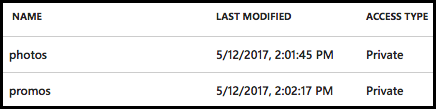 NAME LAST MODIFIED ACCESS TYPE
photos 5/12/2017, 2:01:45 PM Private
promos 5/12/2017, 2:02:17 PM Private